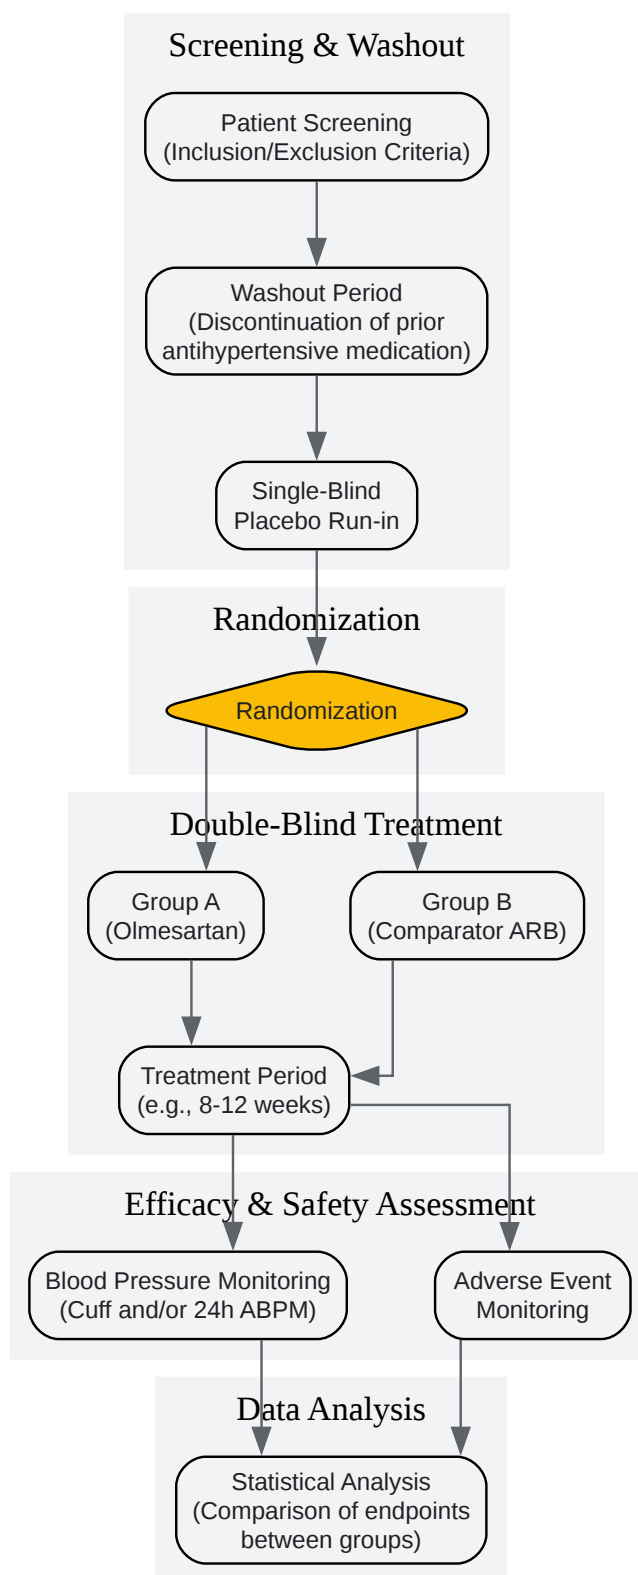 Screening & Washout
Patient Screening
(Inclusion/Exclusion Criteria)
Washout Period
(Discontinuation of prior
antihypertensive medication)
Single-Blind
Placebo Run-in
Randomization
Randomization
Double-Blind Treatment
Group A
(Olmesartan)
Group B
(Comparator ARB)
Treatment Period
(e.g., 8-12 weeks)
Efficacy & Safety Assessment
Blood Pressure Monitoring
(Cuff and/or 24h ABPM)
Adverse Event
Monitoring
Data Analysis
Statistical Analysis
(Comparison of endpoints
between groups)